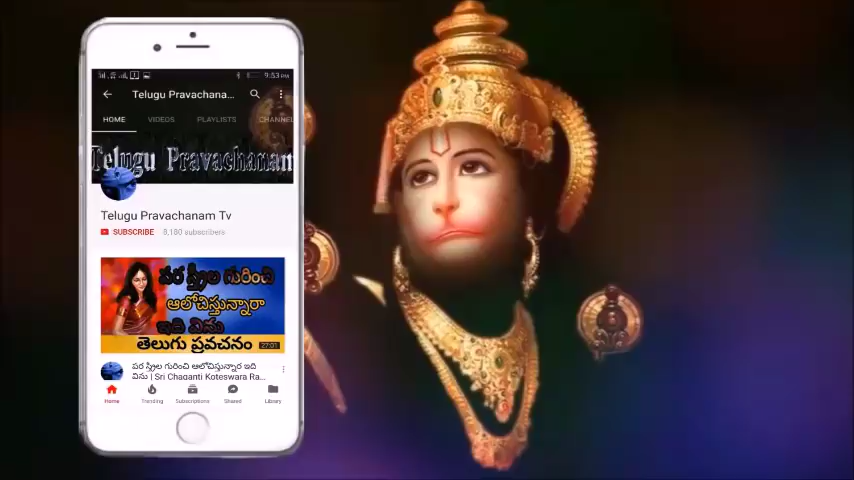 9:53 PM
Telugu Pravachana...
HOME VIDEOS PLAYLISTS CHANNEL
Telugu Pravachanam
Telugu Pravachanam Tv
SUBSCRIBE 8,180 subscribers
పర స్త్రీల గురించి
ఆలోచిస్తున్నారా
ఇది విను
తెలుగు ప్రవచనం 27:01
పర స్త్రీల గురించి ఆలోచిస్తున్నార ఇది
విను | Sri Chaganti Koteswara Ra...
Home Trending Subscriptions Shared Library